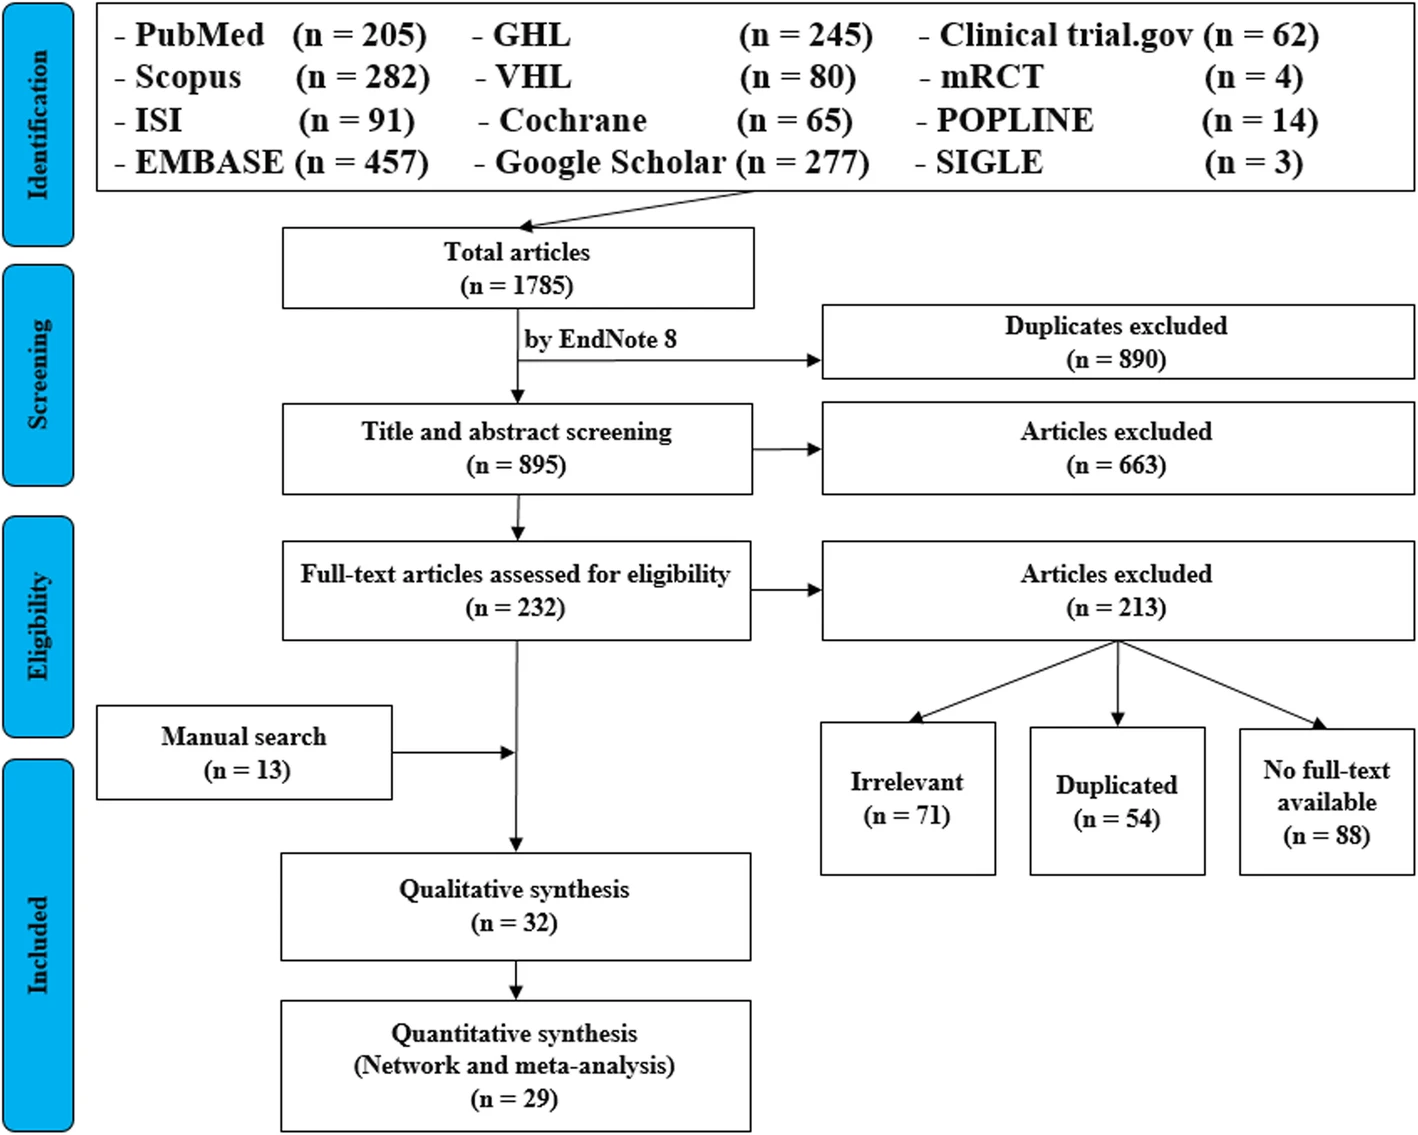 Identification
- PubMed (n = 205) - GHL (n = 245) - Clinical trial.gov (n = 62)
- Scopus (n = 282) - VHL (n = 80) - mRCT (n = 4)
- ISI (n = 91) - Cochrane (n = 65) - POPLINE (n = 14)
- EMBASE (n = 457) - Google Scholar (n = 277) - SIGLE (n = 3)
Total articles
(n = 1785)
Screening
by EndNote 8
Duplicates excluded
(n = 890)
Title and abstract screening
(n = 895)
Articles excluded
(n = 663)
Eligibility
Full-text articles assessed for eligibility
(n = 232)
Articles excluded
(n = 213)
Manual search
(n = 13)
Irrelevant
(n = 71)
Duplicated
(n = 54)
No full-text
available
(n = 88)
Included
Qualitative synthesis
(n = 32)
Quantitative synthesis
(Network and meta-analysis)
(n = 29)